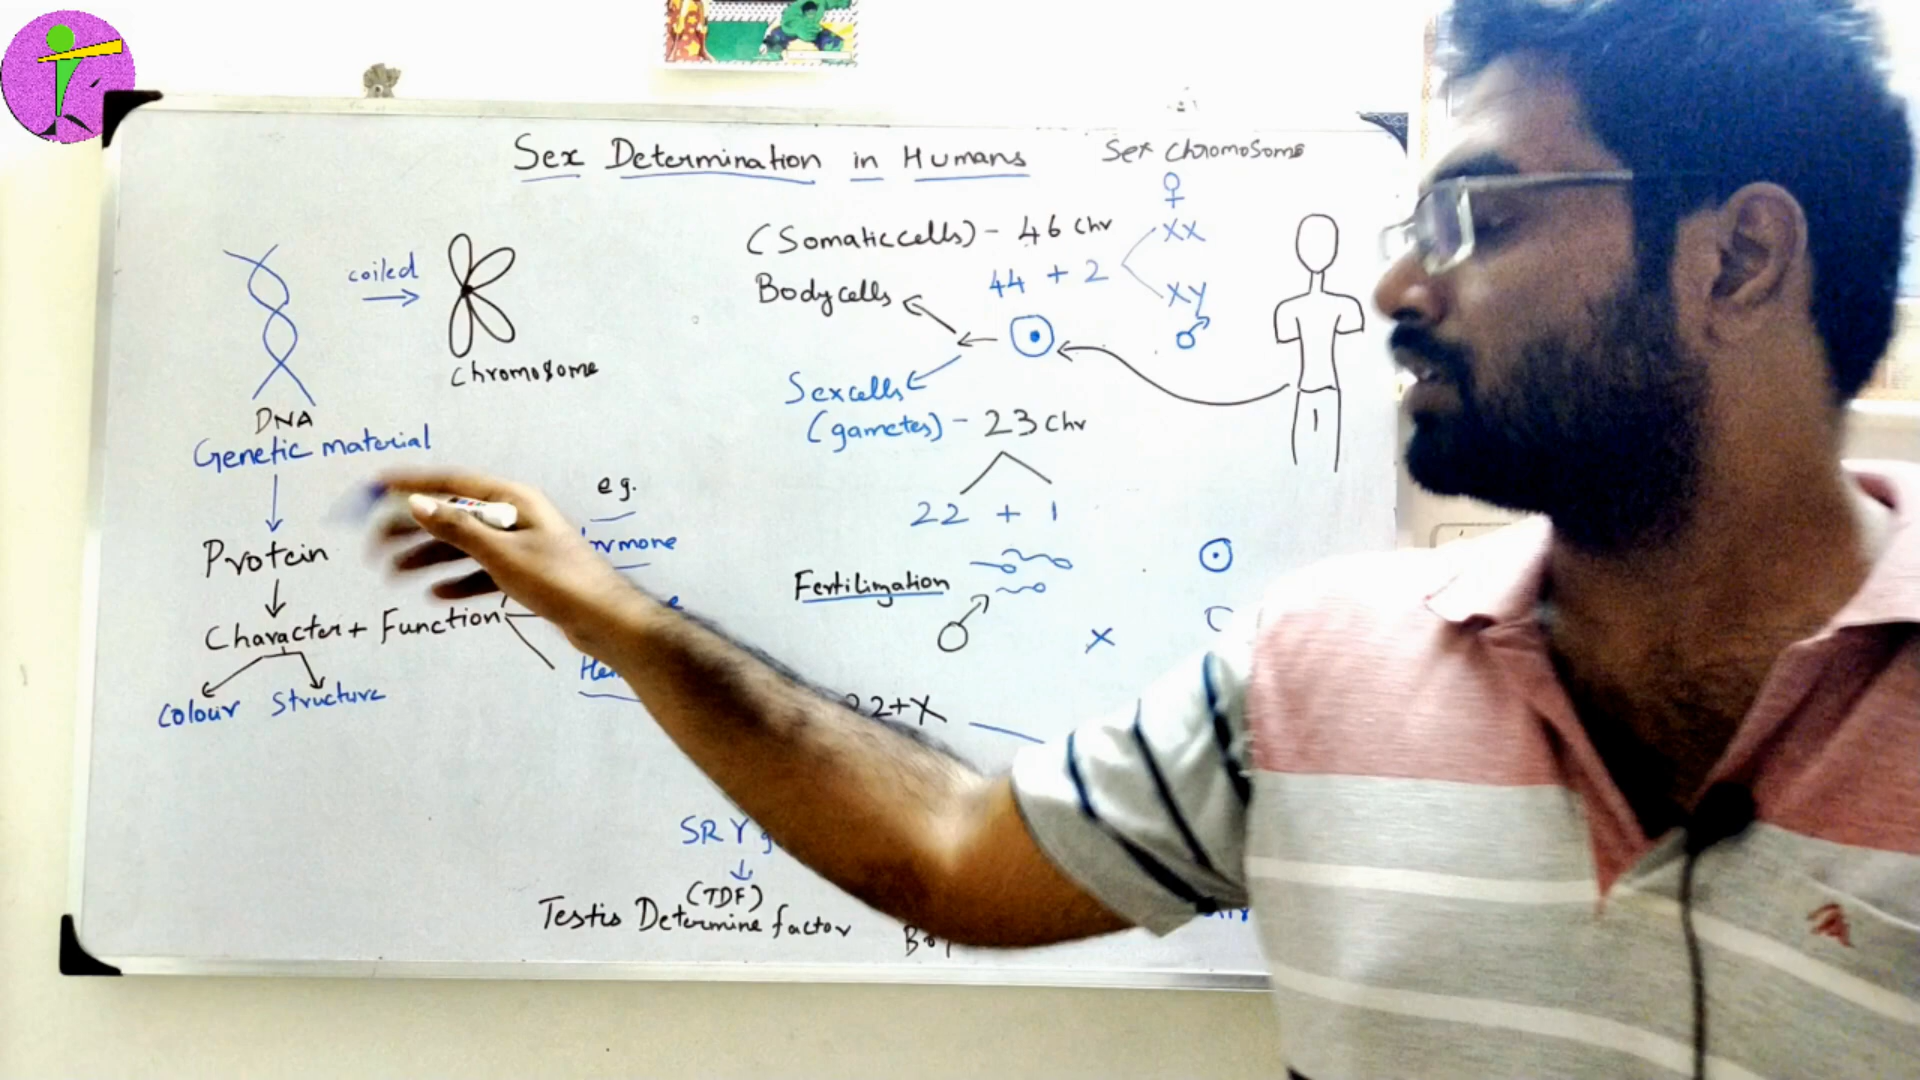 Sex Determination in Humans
Sex chromosome
♀
(Somatic cells) - 46 Chr
XX
44 + 2
Body cells
XY
♂
coiled
Chromosome
Sex cells
(gametes) - 23 Chr
DNA
Genetic material
22 + 1
e.g.
Protein
Fertilization
♂
X
Character + Function
Colour Structure
22+X
SRY
(TDF)
Testis Determine factor